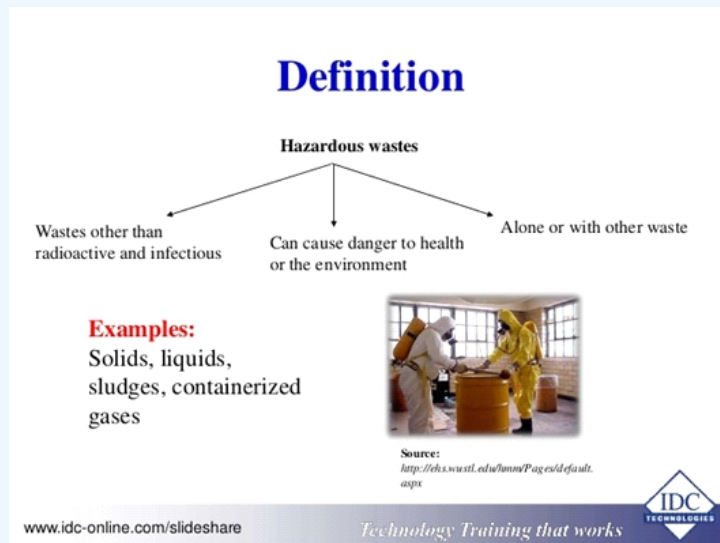 Definition
Hazardous wastes
Wastes other than
radioactive and infectious
Can cause danger to health
or the environment
Alone or with other waste
Examples:
Solids, liquids,
sludges, containerized
gases
Source:
http://ehs.wustl.edu/hmm/Pages/default.
aspx
www.idc-online.com/slideshare
Technology Training that works
IDC
TECHNOLOGIES